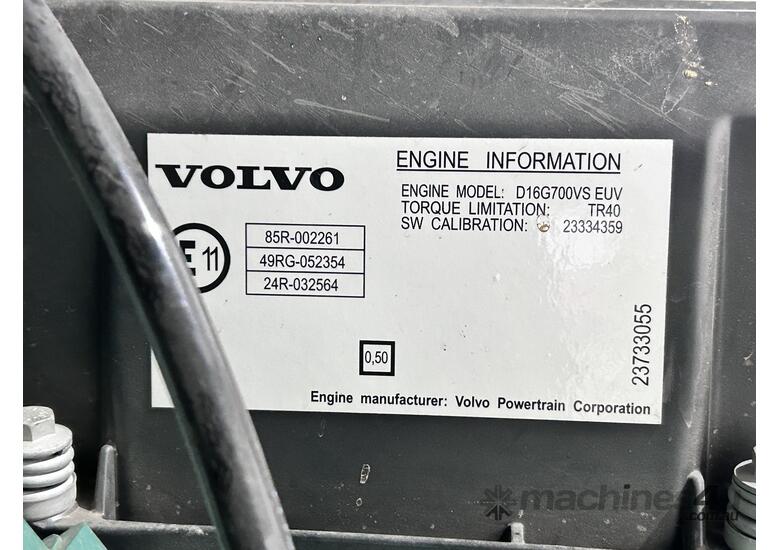 VOLVO
ENGINE INFORMATION
ENGINE MODEL: D16G700VS EUV
TORQUE LIMITATION: TR40
SW CALIBRATION: 23334359
E 11
85R-002261
49RG-052354
24R-032564
0,50
23733055
Engine manufacturer: Volvo Powertrain Corporation